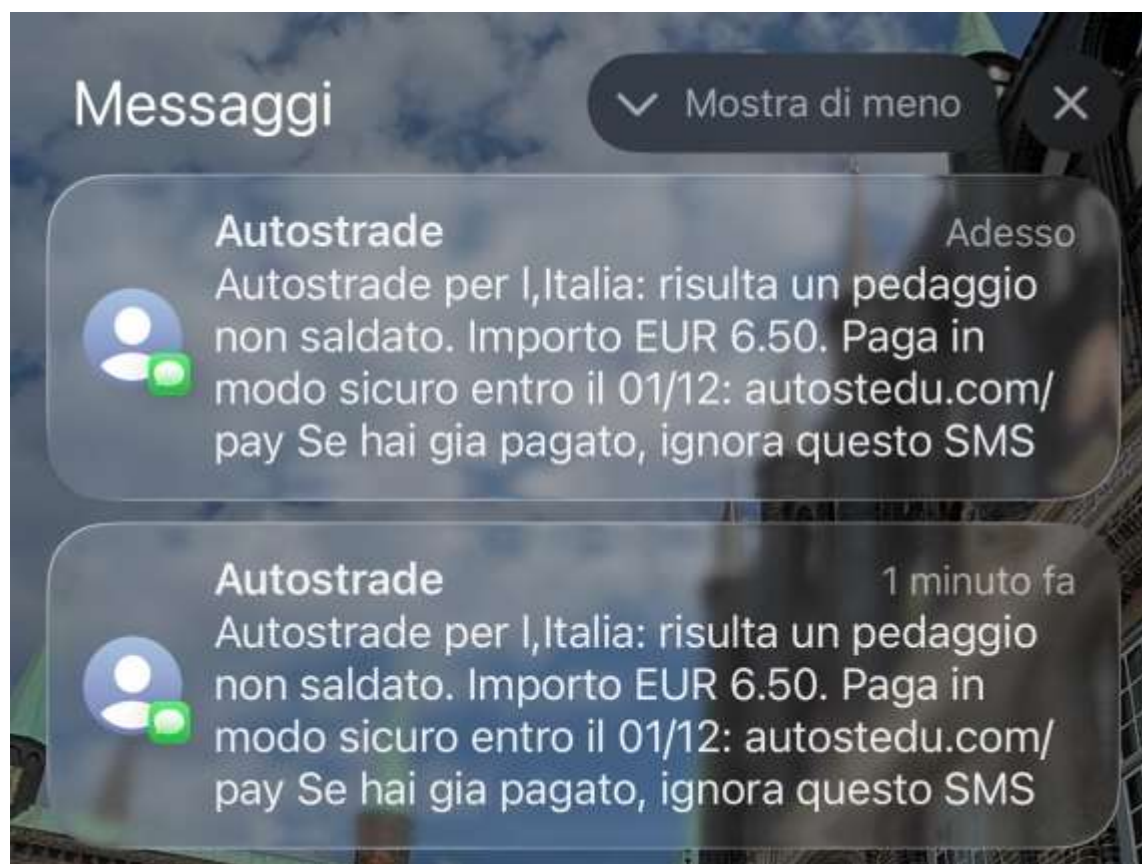 Messaggi
Mostra di meno
Autostrade
Adesso
Autostrade per l,Italia: risulta un pedaggio
non saldato. Importo EUR 6.50. Paga in
modo sicuro entro il 01/12: autostedu.com/
pay Se hai gia pagato, ignora questo SMS
Autostrade
1 minuto fa
Autostrade per l,Italia: risulta un pedaggio
non saldato. Importo EUR 6.50. Paga in
modo sicuro entro il 01/12: autostedu.com/
pay Se hai gia pagato, ignora questo SMS